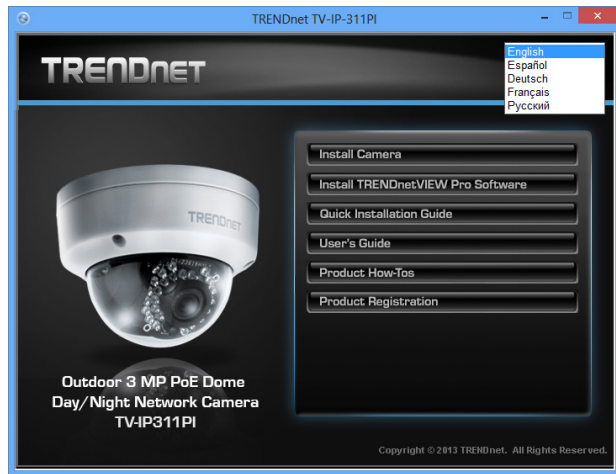 TRENDnet TV-IP-311PI
TRENDnet
English
Español
Deutsch
Français
Русский
Install Camera
Install TRENDnetVIEW Pro Software
Quick Installation Guide
User's Guide
Product How-Tos
Product Registration
TRENDnet
Outdoor 3 MP PoE Dome
Day/Night Network Camera
TV-IP311PI
Copyright © 2013 TRENDnet. All Rights Reserved.